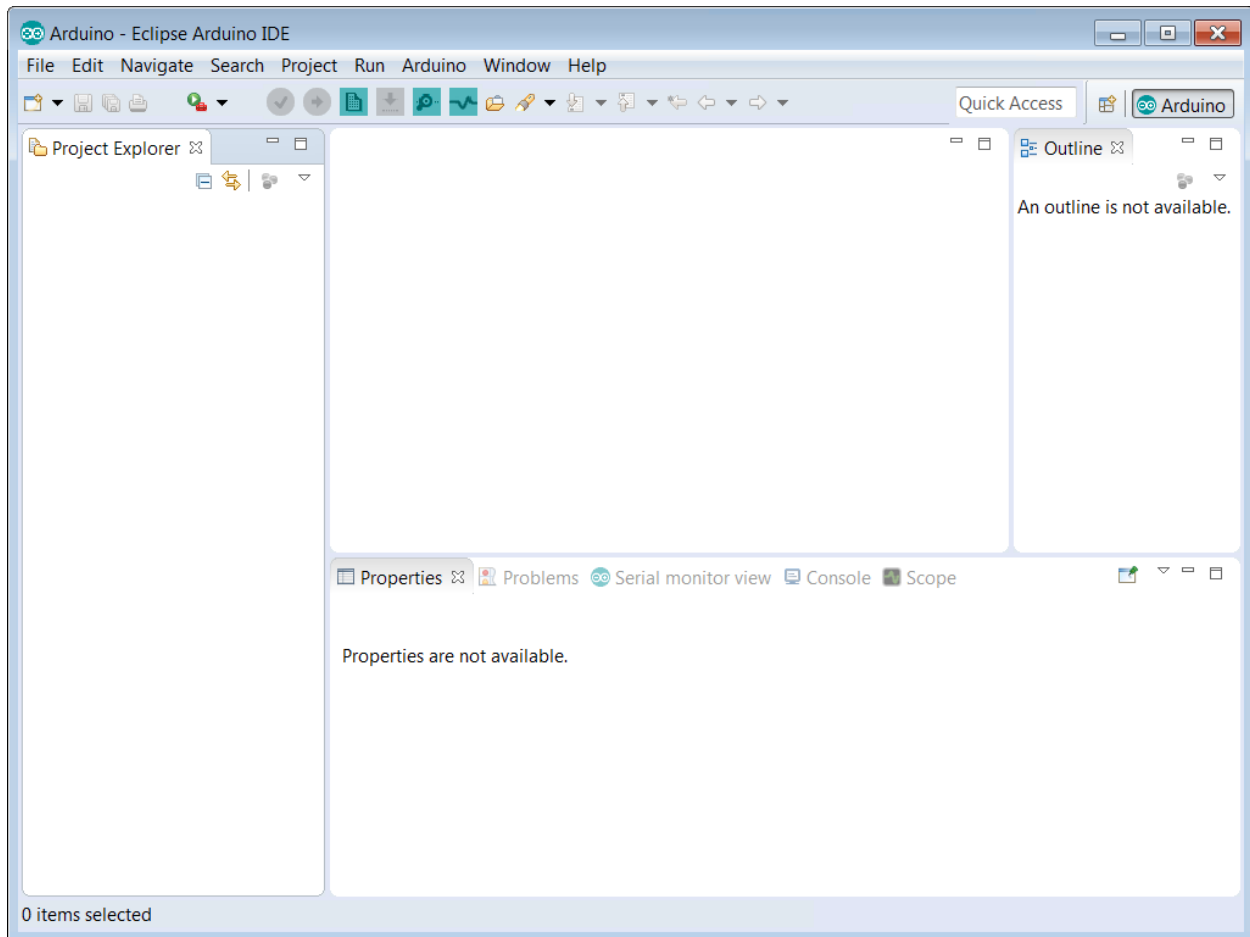 Arduino - Eclipse Arduino IDE
File Edit Navigate Search Project Run Arduino Window Help
Quick Access
Arduino
Project Explorer
Outline
An outline is not available.
Properties Problems Serial monitor view Console Scope
Properties are not available.
0 items selected